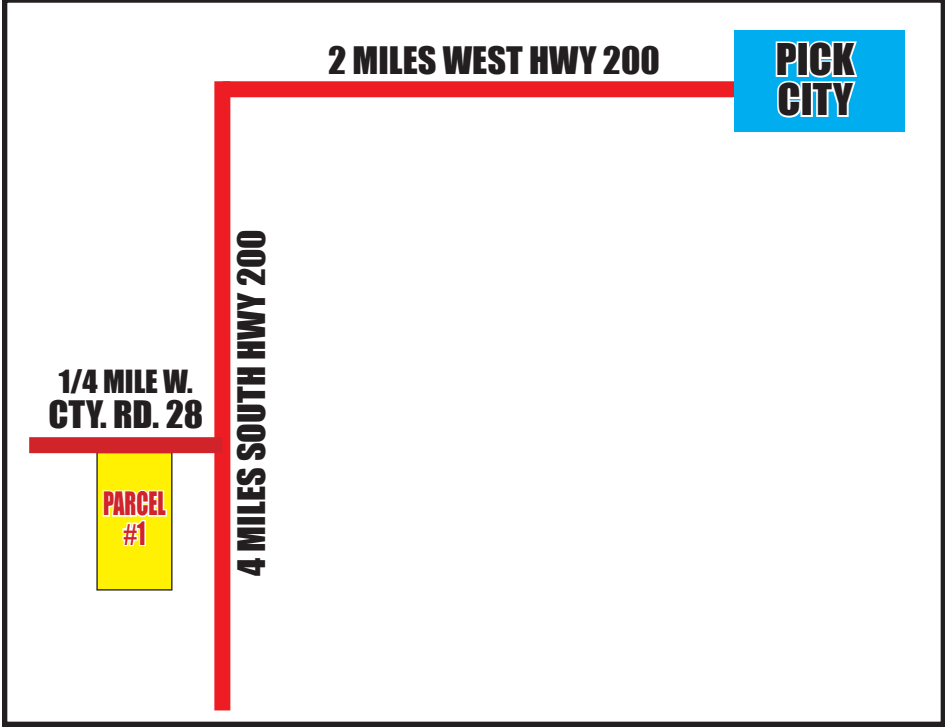 2 MILES WEST HWY 200
PICK
CITY
4 MILES SOUTH HWY 200
1/4 MILE W.
CTY. RD. 28
PARCEL
#1